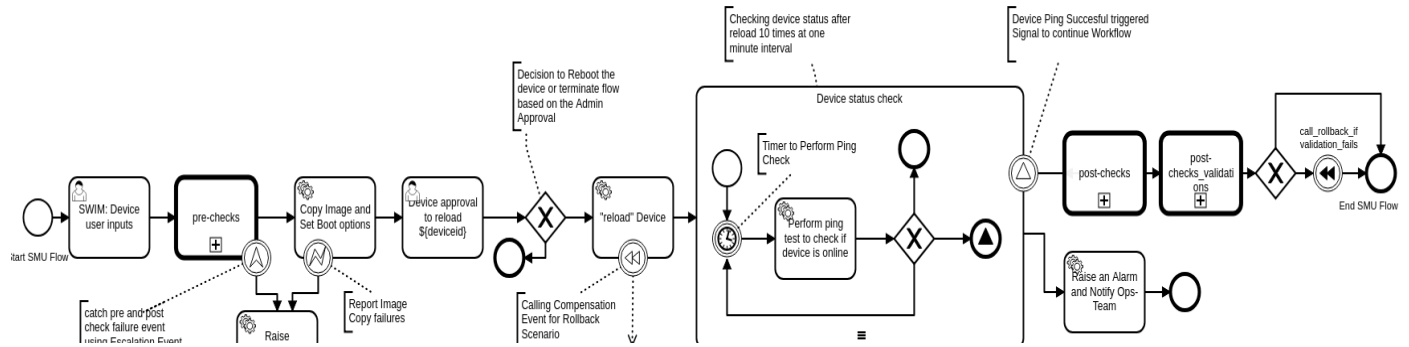 Checking device status after
reload 10 times at one
minute interval
Device Ping Succesful triggered
Signal to continue Workflow
Decision to Reboot the
device or terminate flow
based on the Admin
Approval
Device status check
Timer to Perform Ping
Check
call_rollback_if
validation_fails
SWIM: Device
user inputs
pre-checks
Copy Image and
Set Boot options
Device approval
to reload
${deviceid}
"reload" Device
Perform ping
test to check if
device is online
post-checks
post-
checks_validati
ons
End SMU Flow
tart SMU Flow
catch pre and post
check failure event
using Escalation Event
Raise
Report Image
Copy failures
Calling Compensation
Event for Rollback
Scenario
Raise an Alarm
and Notify Ops-
Team